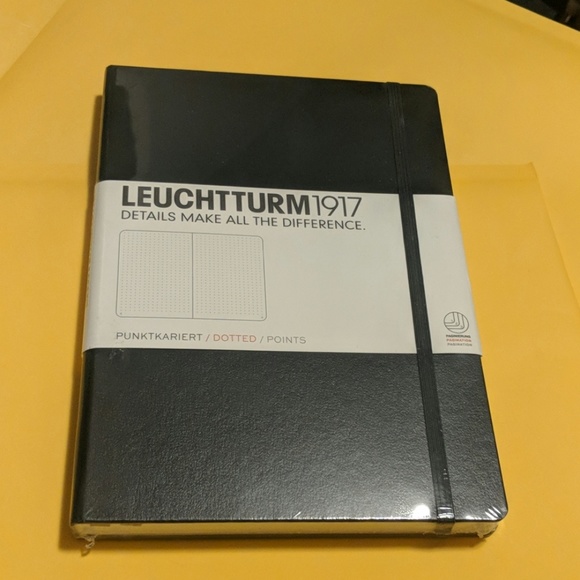 LEUCHTTURM1917
DETAILS MAKE ALL THE DIFFERENCE.
PUNKTKARIERT / DOTTED / POINTS